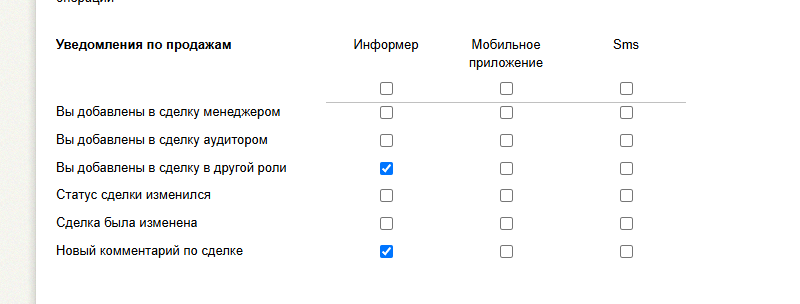 операций
Уведомления по продажам Информер Мобильное приложение Sms
Вы добавлены в сделку менеджером
Вы добавлены в сделку аудитором
Вы добавлены в сделку в другой роли
Статус сделки изменился
Сделка была изменена
Новый комментарий по сделке